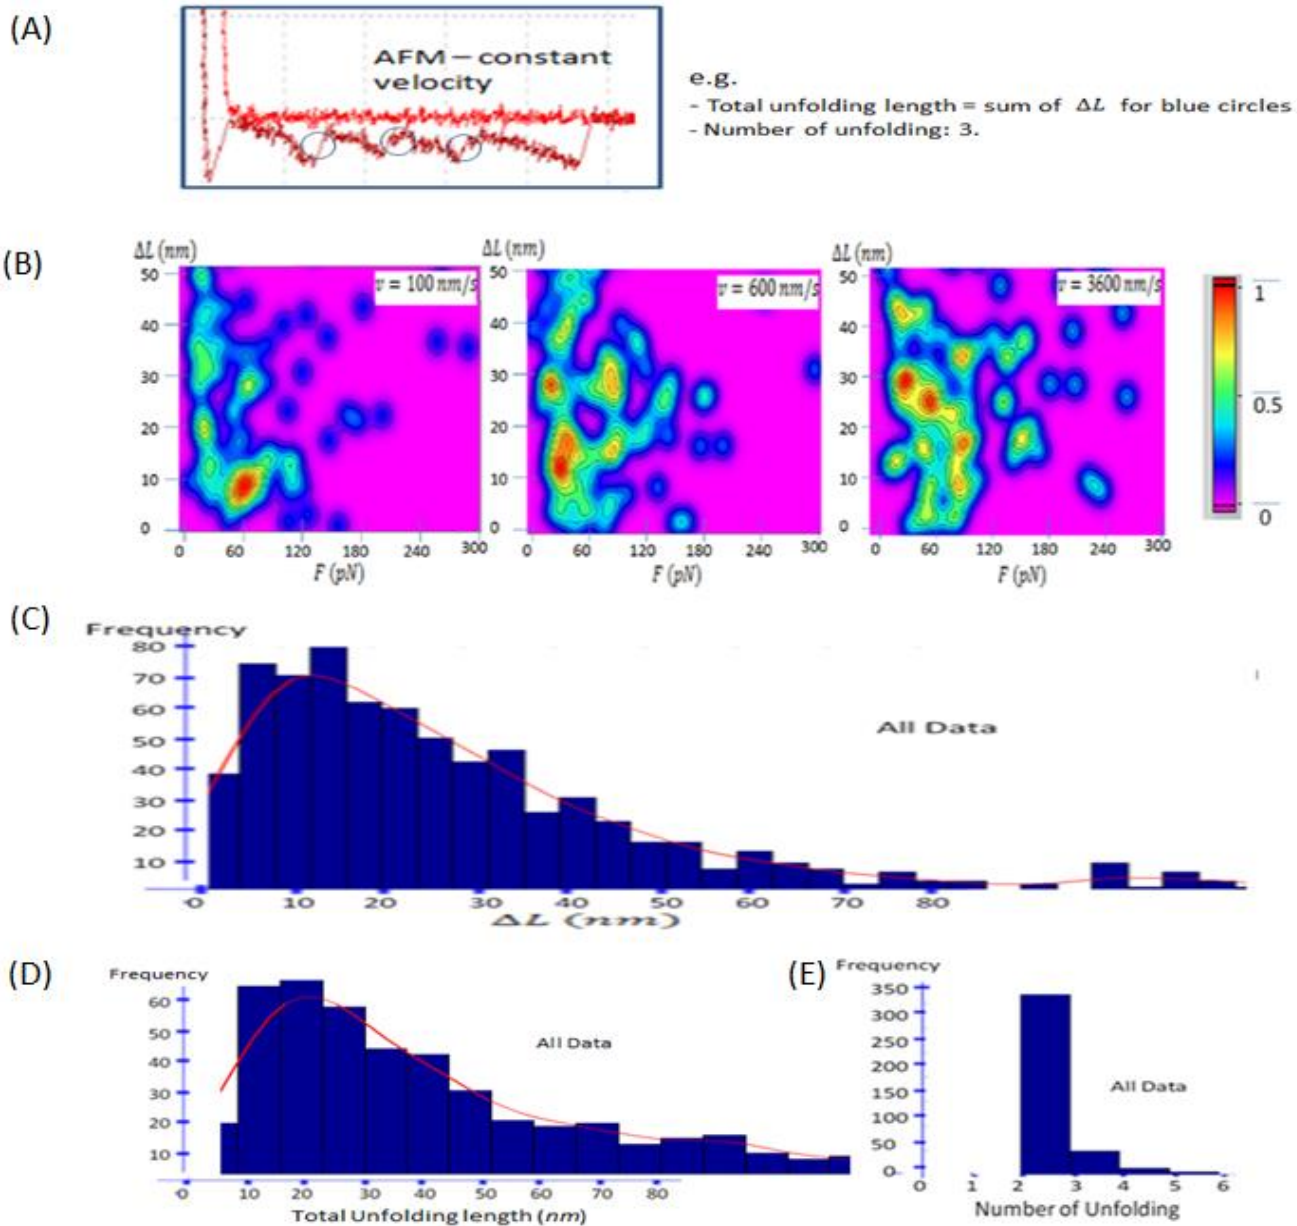 (A)
AFM – constant
velocity
e.g.
- Total unfolding length = sum of ΔL for blue circles
- Number of unfolding: 3.
(B)
ΔL (nm)
50
40
30
20
10
0
v = 100 nm/s
0 60 120 180 240 300
F (pN)
ΔL (nm)
50
40
30
20
10
0
v = 600 nm/s
0 60 120 180 240 300
F (pN)
ΔL (nm)
50
40
30
20
10
0
v = 3600 nm/s
0 60 120 180 240 300
F (pN)
1
0.5
0
(C)
Frequency
80
70
60
50
40
30
20
10
All Data
0 10 20 30 40 50 60 70 80
ΔL (nm)
(D)
Frequency
60
50
40
30
20
10
All Data
0 10 20 30 40 50 60 70 80
Total Unfolding length (nm)
(E)
Frequency
350
300
250
200
150
100
50
0
All Data
0 1 2 3 4 5 6
Number of Unfolding